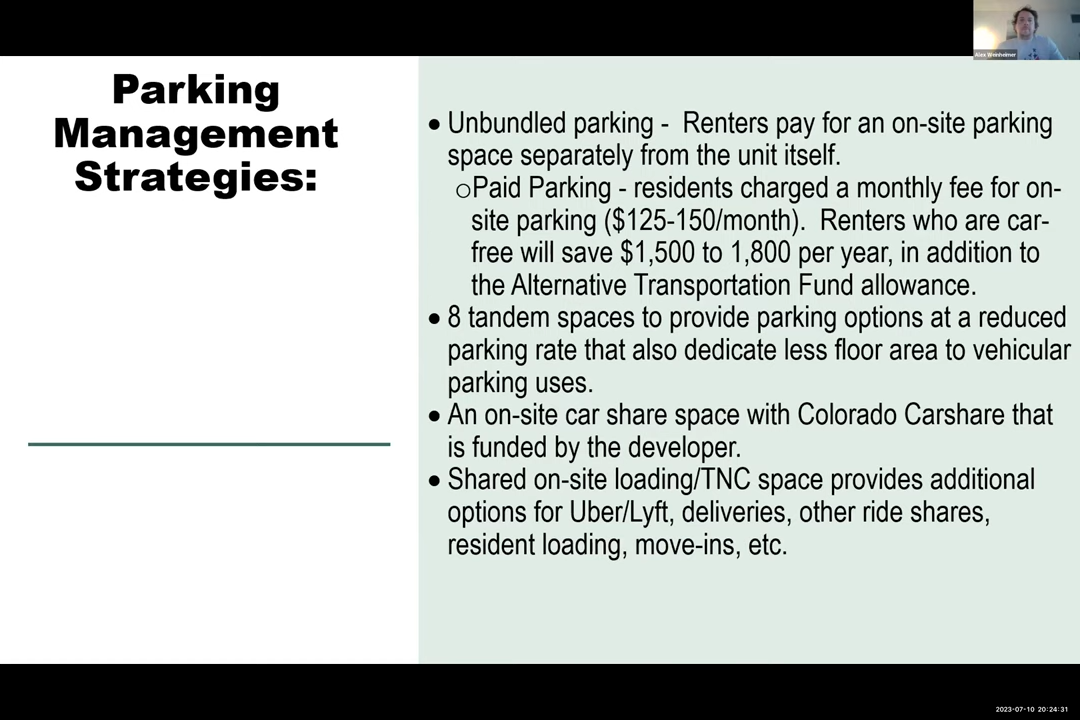 Alex Weinheimer
Parking
Management
Strategies:
• Unbundled parking -  Renters pay for an on-site parking
space separately from the unit itself.
oPaid Parking - residents charged a monthly fee for on-
site parking ($125-150/month).  Renters who are car-
free will save $1,500 to 1,800 per year, in addition to
the Alternative Transportation Fund allowance.
• 8 tandem spaces to provide parking options at a reduced
parking rate that also dedicate less floor area to vehicular
parking uses.
• An on-site car share space with Colorado Carshare that
is funded by the developer.
• Shared on-site loading/TNC space provides additional
options for Uber/Lyft, deliveries, other ride shares,
resident loading, move-ins, etc.
2023-07-10 20:24:31